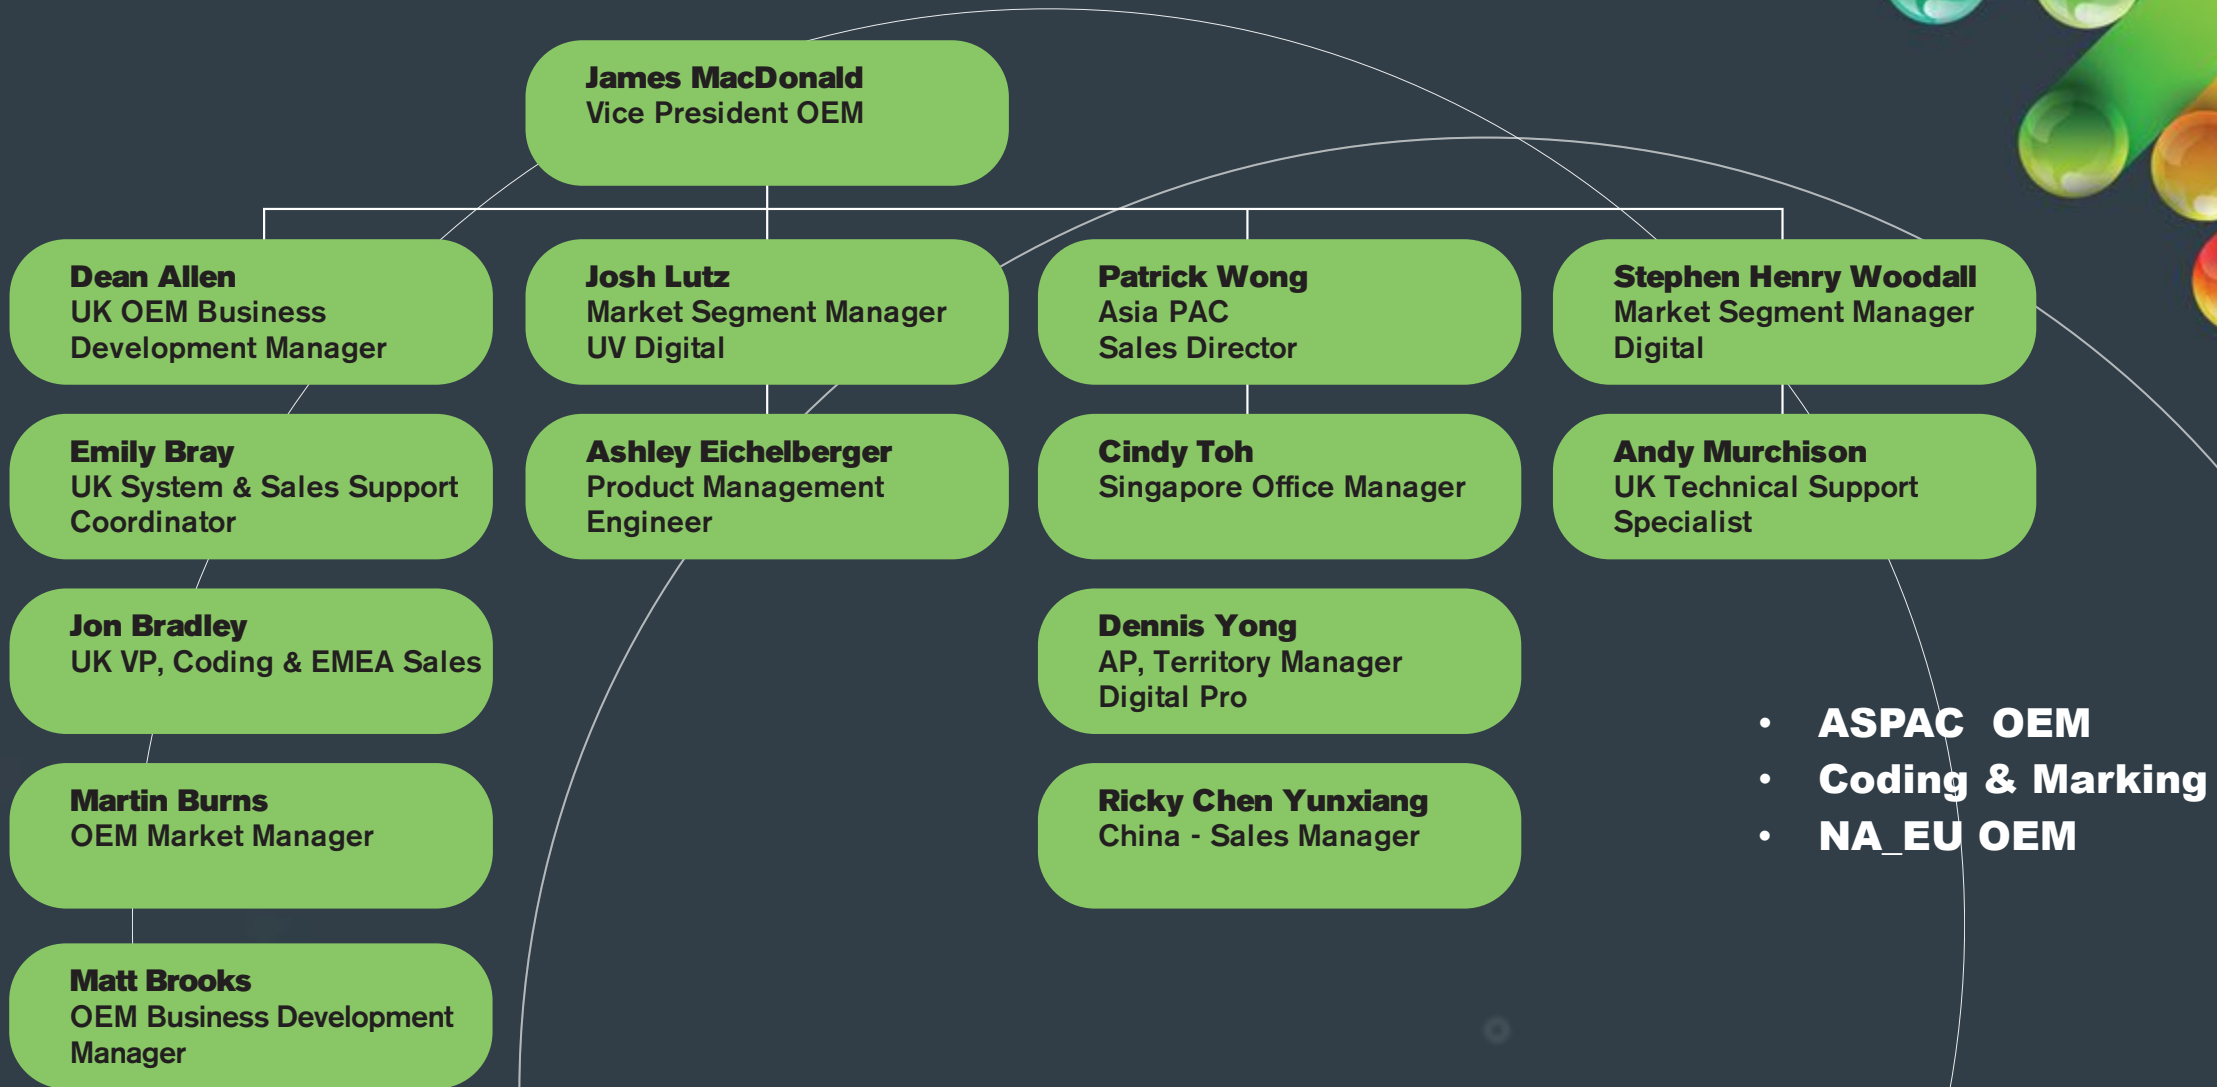 James MacDonald
Vice President OEM
Dean Allen
UK OEM Business
Development Manager
Josh Lutz
Market Segment Manager
UV Digital
Patrick Wong
Asia PAC
Sales Director
Stephen Henry Woodall
Market Segment Manager
Digital
Emily Bray
UK System & Sales Support
Coordinator
Ashley Eichelberger
Product Management
Engineer
Cindy Toh
Singapore Office Manager
Andy Murchison
UK Technical Support
Specialist
Jon Bradley
UK VP, Coding & EMEA Sales
Dennis Yong
AP, Territory Manager
Digital Pro
Martin Burns
OEM Market Manager
Ricky Chen Yunxiang
China - Sales Manager
Matt Brooks
OEM Business Development
Manager
• ASPAC  OEM
• Coding & Marking
• NA_EU OEM